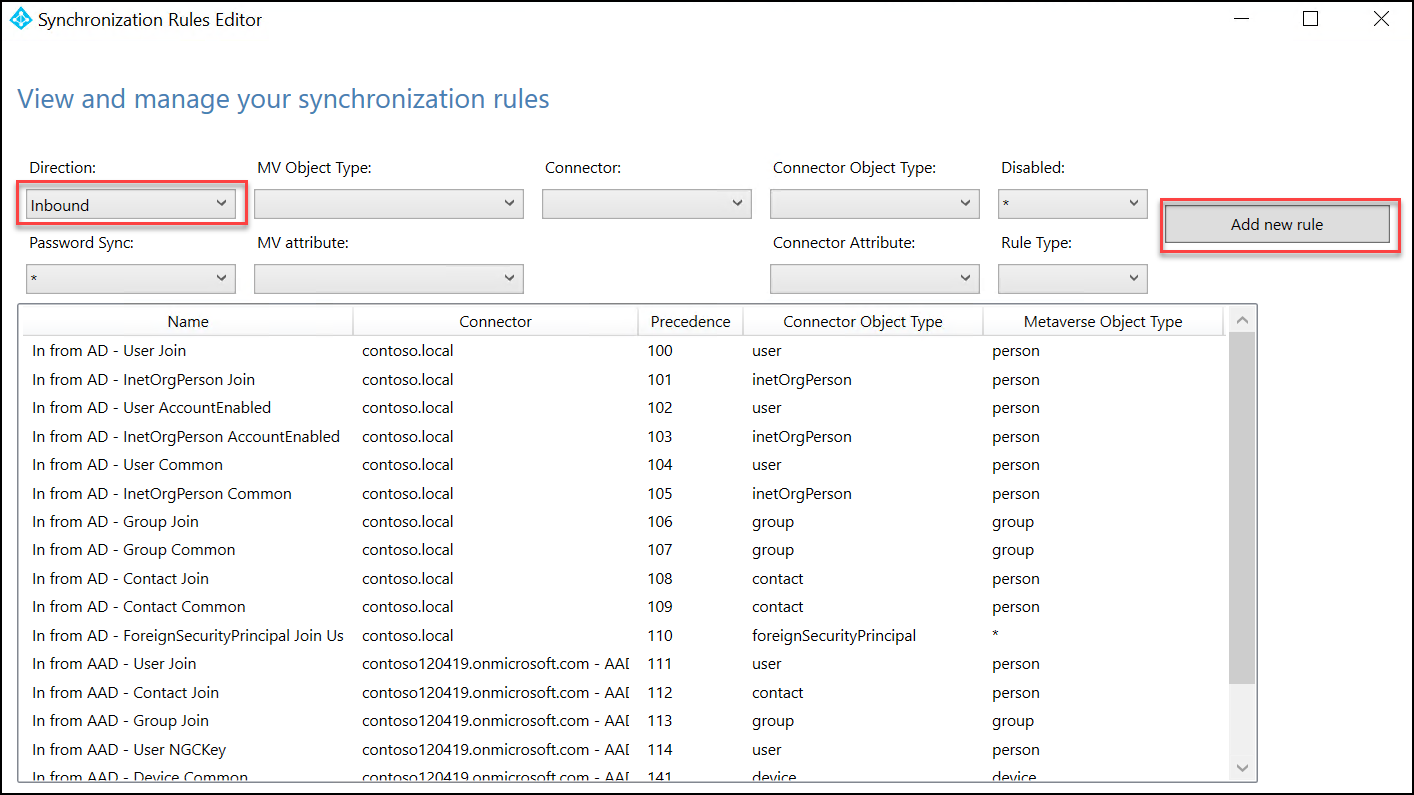 Synchronization Rules Editor
View and manage your synchronization rules
Direction: MV Object Type: Connector: Connector Object Type: Disabled:
Inbound *
Add new rule
Password Sync: MV attribute: Connector Attribute: Rule Type:
*
Name Connector Precedence Connector Object Type Metaverse Object Type
In from AD - User Join contoso.local 100 user person
In from AD - InetOrgPerson Join contoso.local 101 inetOrgPerson person
In from AD - User AccountEnabled contoso.local 102 user person
In from AD - InetOrgPerson AccountEnabled contoso.local 103 inetOrgPerson person
In from AD - User Common contoso.local 104 user person
In from AD - InetOrgPerson Common contoso.local 105 inetOrgPerson person
In from AD - Group Join contoso.local 106 group group
In from AD - Group Common contoso.local 107 group group
In from AD - Contact Join contoso.local 108 contact person
In from AD - Contact Common contoso.local 109 contact person
In from AD - ForeignSecurityPrincipal Join Us contoso.local 110 foreignSecurityPrincipal *
In from AAD - User Join contoso120419.onmicrosoft.com - AAD 111 user person
In from AAD - Contact Join contoso120419.onmicrosoft.com - AAD 112 contact person
In from AAD - Group Join contoso120419.onmicrosoft.com - AAD 113 group group
In from AAD - User NGCKey contoso120419.onmicrosoft.com - AAD 114 user person
In from AAD - Device Common contoso120419.onmicrosoft.com - AAD 141 device device